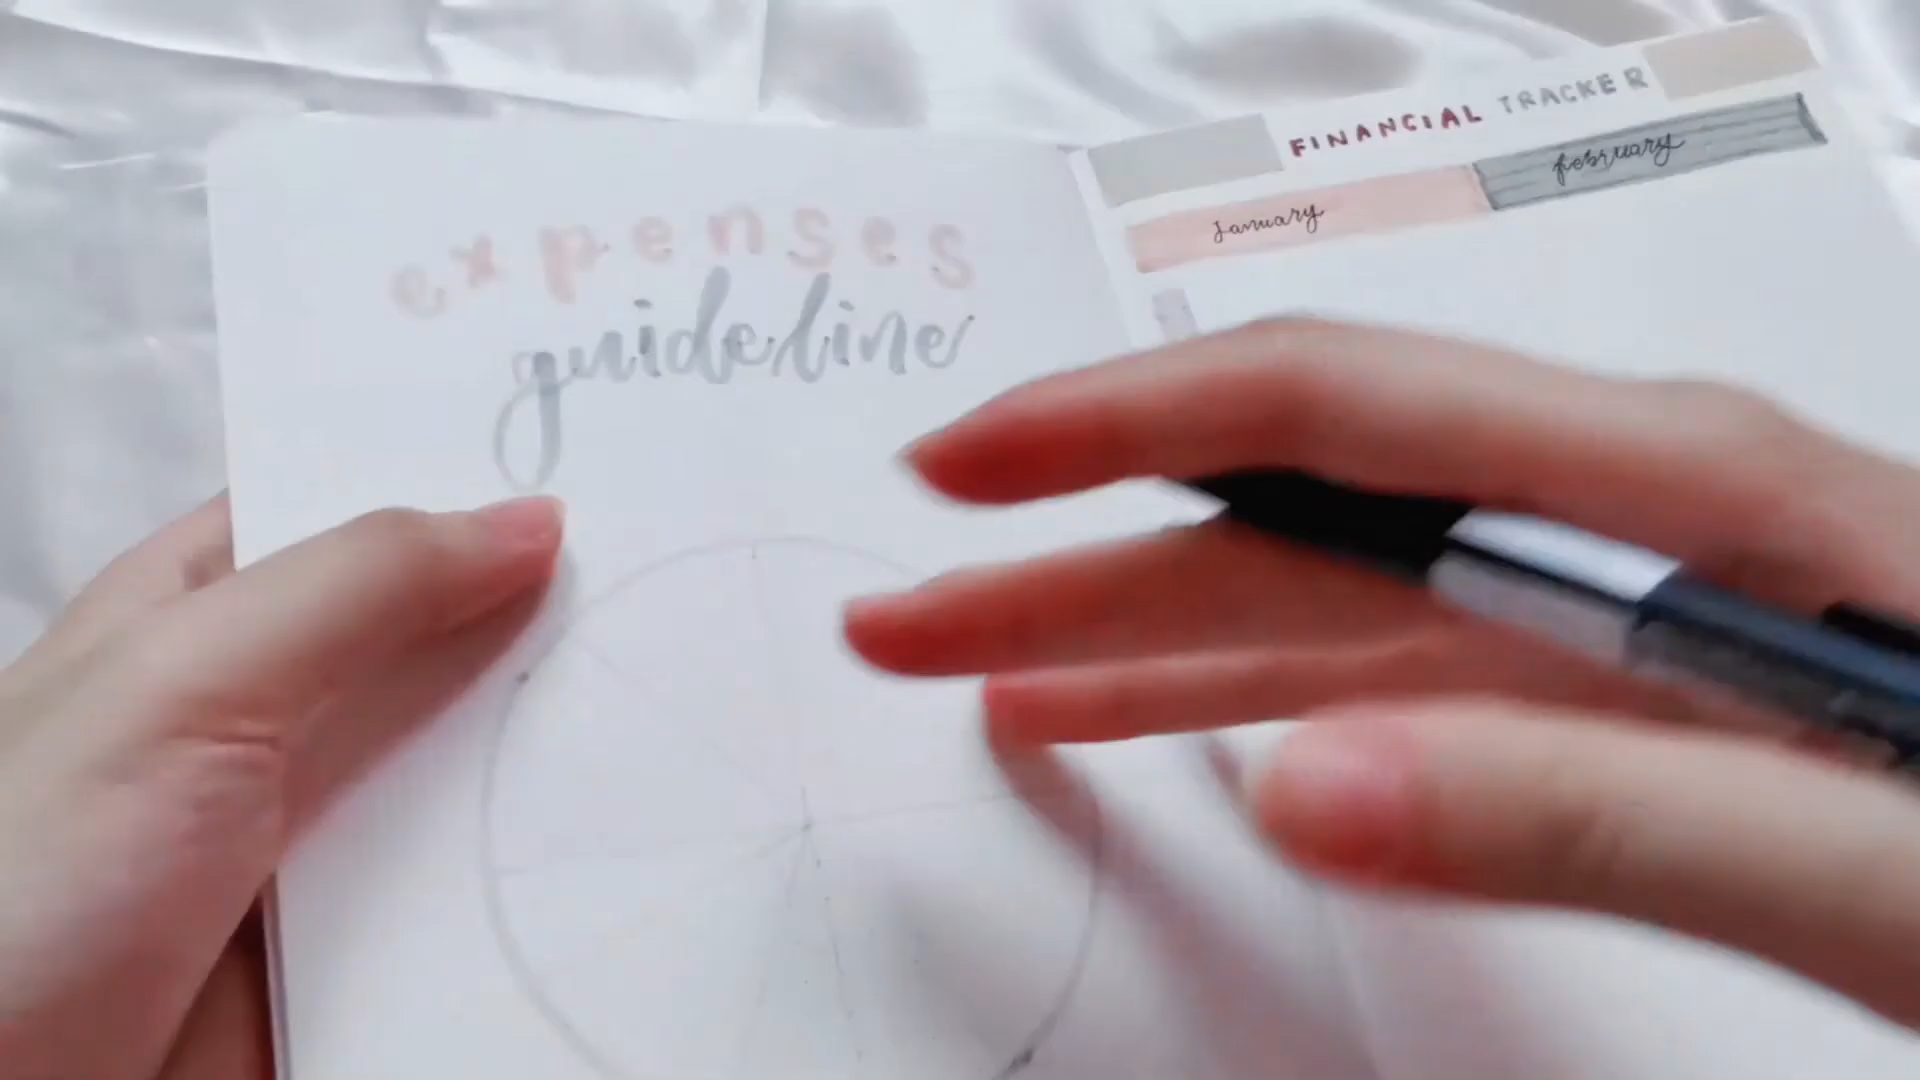 expenses
guideline
FINANCIAL TRACKER
January
february